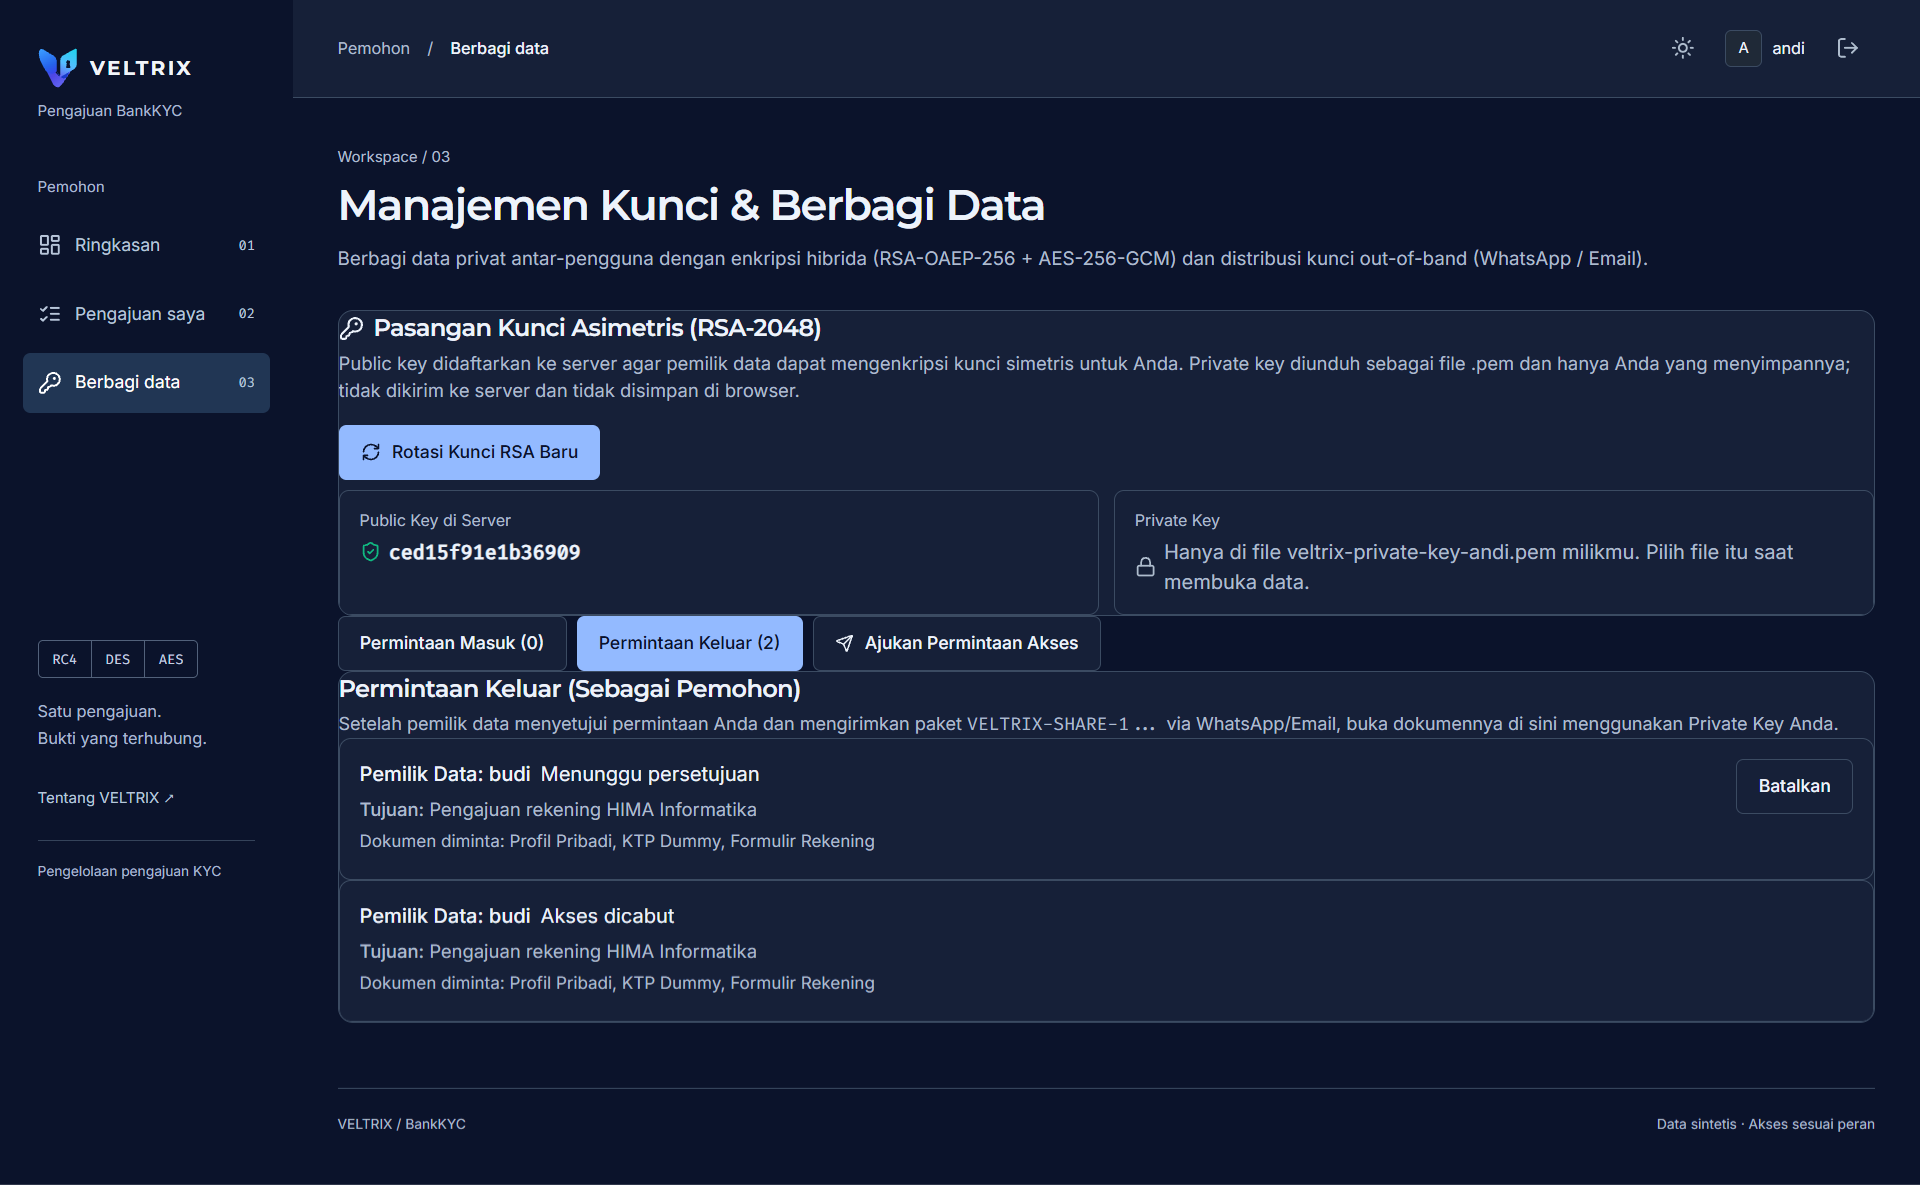 VELTRIX
Pengajuan BankKYC
Pemohon
Ringkasan 01
Pengajuan saya 02
Berbagi data 03
RC4 DES AES
Satu pengajuan.
Bukti yang terhubung.
Tentang VELTRIX ↗
Pengelolaan pengajuan KYC
Pemohon / Berbagi data
A andi
Workspace / 03
Manajemen Kunci & Berbagi Data
Berbagi data privat antar-pengguna dengan enkripsi hibrida (RSA-OAEP-256 + AES-256-GCM) dan distribusi kunci out-of-band (WhatsApp / Email).
Pasangan Kunci Asimetris (RSA-2048)
Public key didaftarkan ke server agar pemilik data dapat mengenkripsi kunci simetris untuk Anda. Private key diunduh sebagai file .pem dan hanya Anda yang menyimpannya;
tidak dikirim ke server dan tidak disimpan di browser.
Rotasi Kunci RSA Baru
Public Key di Server
ced15f91e1b36909
Private Key
Hanya di file veltrix-private-key-andi.pem milikmu. Pilih file itu saat
membuka data.
Permintaan Masuk (0)
Permintaan Keluar (2)
Ajukan Permintaan Akses
Permintaan Keluar (Sebagai Pemohon)
Setelah pemilik data menyetujui permintaan Anda dan mengirimkan paket VELTRIX-SHARE-1... via WhatsApp/Email, buka dokumennya di sini menggunakan Private Key Anda.
Pemilik Data: budi Menunggu persetujuan
Tujuan: Pengajuan rekening HIMA Informatika
Dokumen diminta: Profil Pribadi, KTP Dummy, Formulir Rekening
Batalkan
Pemilik Data: budi Akses dicabut
Tujuan: Pengajuan rekening HIMA Informatika
Dokumen diminta: Profil Pribadi, KTP Dummy, Formulir Rekening
VELTRIX / BankKYC
Data sintetis · Akses sesuai peran